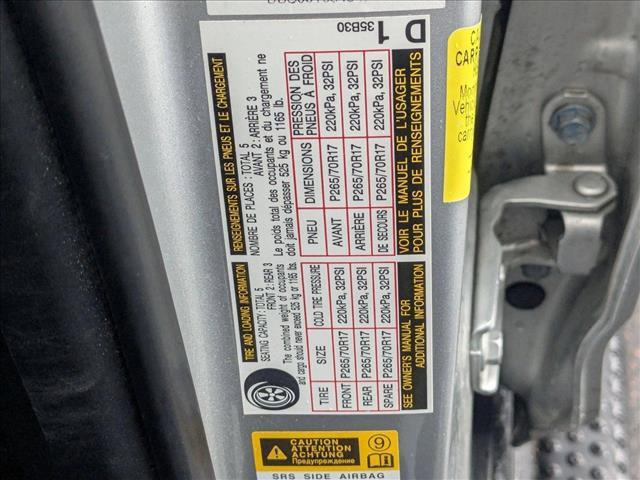 TIRE AND LOADING INFORMATION
SEATING CAPACITY: TOTAL 5
FRONT 2: REAR 3
The combined weight of occupants
and cargo should never exceed 525 kg or 1165 lbs.
TIRE SIZE COLD TIRE PRESSURE
FRONT P265/70R17 220kPa, 32PSI
REAR P265/70R17 220kPa, 32PSI
SPARE P265/70R17 220kPa, 32PSI
SEE OWNER'S MANUAL FOR
ADDITIONAL INFORMATION
RENSEIGNEMENTS SUR LES PNEUS ET LE CHARGEMENT
NOMBRE DE PLACES : TOTAL 5
AVANT 2 : ARRIÈRE 3
Le poids total des occupants et du chargement ne
doit jamais dépasser 525 kg ou 1165 lb.
PNEU DIMENSIONS PRESSION DES
PNEUS À FROID
AVANT P265/70R17 220kPa, 32PSI
ARRIÈRE P265/70R17 220kPa, 32PSI
DE SECOURS P265/70R17 220kPa, 32PSI
VOIR LE MANUEL DE L'USAGER
POUR PLUS DE RENSEIGNEMENTS
D 1
35B30
CAUTION
ATTENTION
ACHTUNG
Предупреждение
9
SRS SIDE AIRBAG